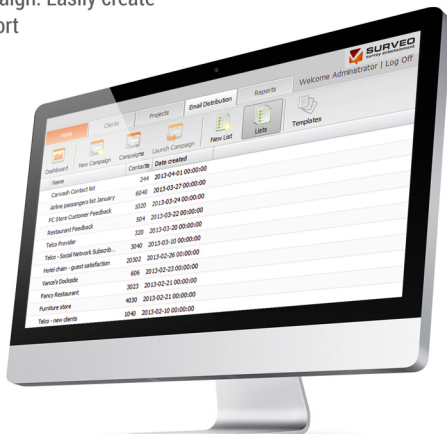 paign. Easily create
ort
SURVEO
survey entertainment
Welcome Administrator | Log Off
Home
Clients
Projects
Email Distribution
Reports
Dashboard
New Campaign
Campaigns
Launch Campaign
New List
Lists
Templates
Name Contacts Date created
Carwash Contact list 244 2013-04-01 00:00:00
Airline passangers list January 6040 2013-03-27 00:00:00
PC Store Customer Feedback 1020 2013-03-24 00:00:00
Restaurant Feedback 504 2013-03-22 00:00:00
Telco Provider 320 2013-03-20 00:00:00
Telco - Social Network Subscrib... 3040 2013-03-10 00:00:00
Hotel chain - guest satisfaction 20302 2013-02-26 00:00:00
Vance's Dockside 606 2013-02-23 00:00:00
Fancy Restaurant 3023 2013-02-21 00:00:00
Furniture store 4030 2013-02-21 00:00:00
Telco - new clients 1040 2013-02-10 00:00:00